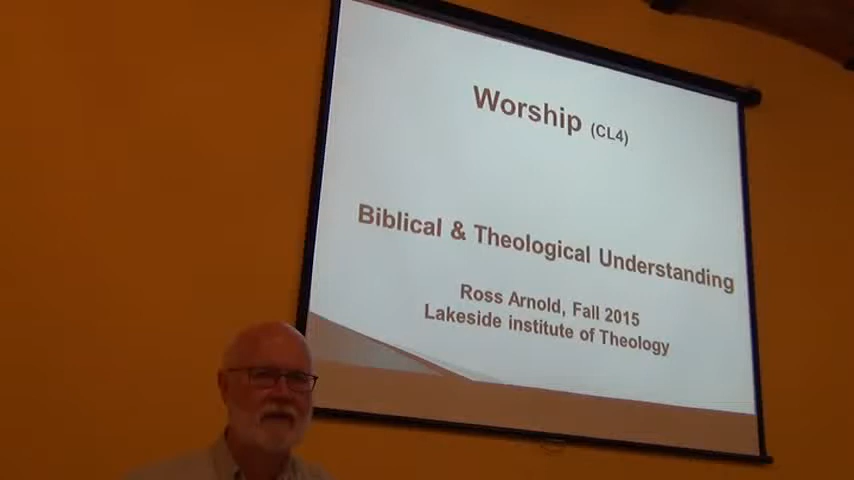 Worship (CL4)
Biblical & Theological Understanding
Ross Arnold, Fall 2015
Lakeside institute of Theology